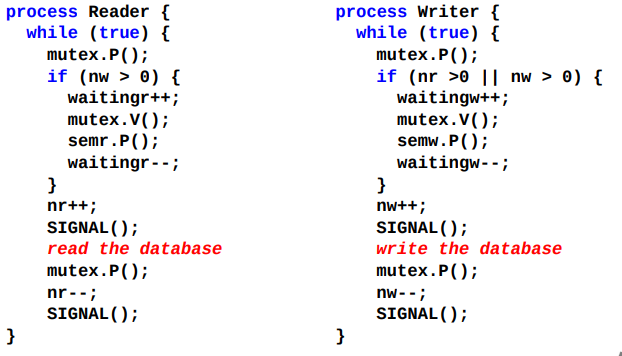 process Reader {
  while (true) {
    mutex.P();
    if (nw > 0) {
      waitingr++;
      mutex.V();
      semr.P();
      waitingr--;
    }
    nr++;
    SIGNAL();
    read the database
    mutex.P();
    nr--;
    SIGNAL();
}
process Writer {
  while (true) {
    mutex.P();
    if (nr >0 || nw > 0) {
      waitingw++;
      mutex.V();
      semw.P();
      waitingw--;
    }
    nw++;
    SIGNAL();
    write the database
    mutex.P();
    nw--;
    SIGNAL();
}